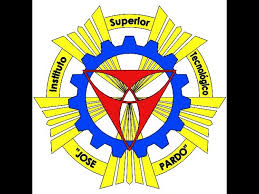 Instituto
Superior
Tecnológico
"JOSE
PARDO"